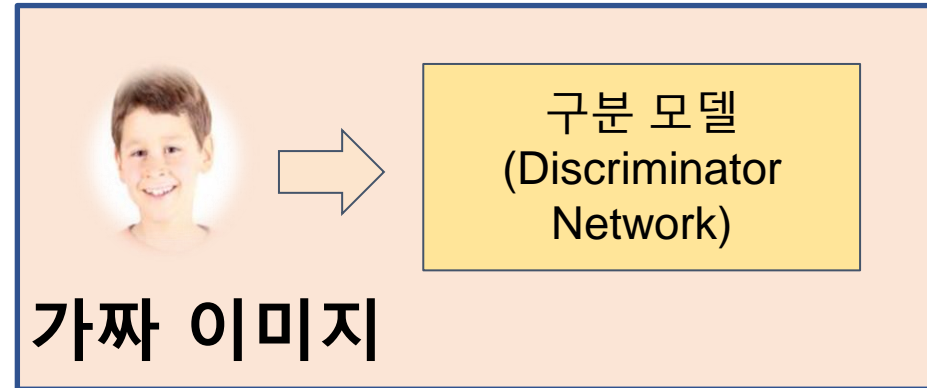 구분 모델
(Discriminator
Network)
가짜 이미지